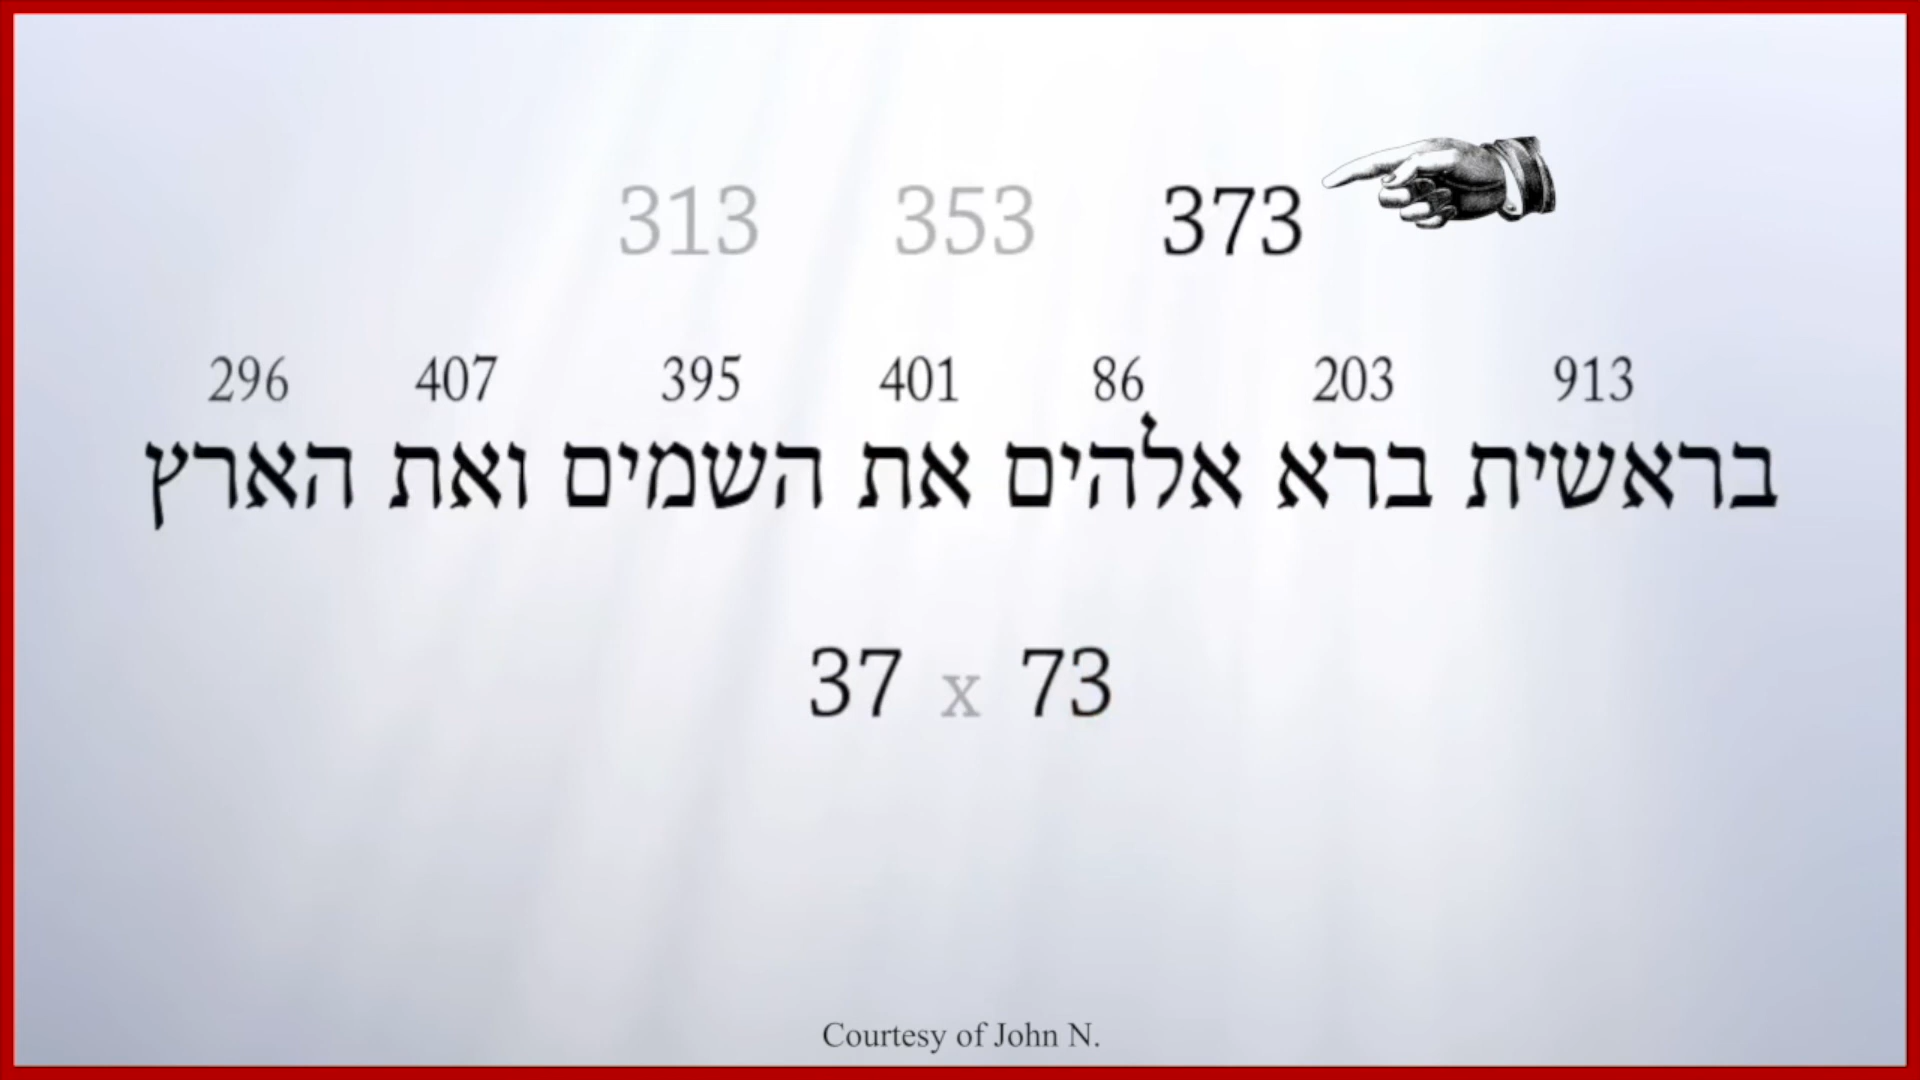 313 353 373
296 407 395 401 86 203 913
בראשית ברא אלהים את השמים ואת הארץ
37 x 73
Courtesy of John N.